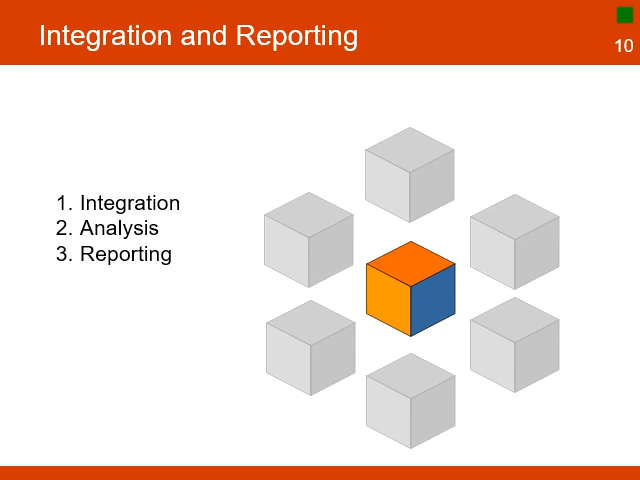 Integration and Reporting
10
1. Integration
2. Analysis
3. Reporting